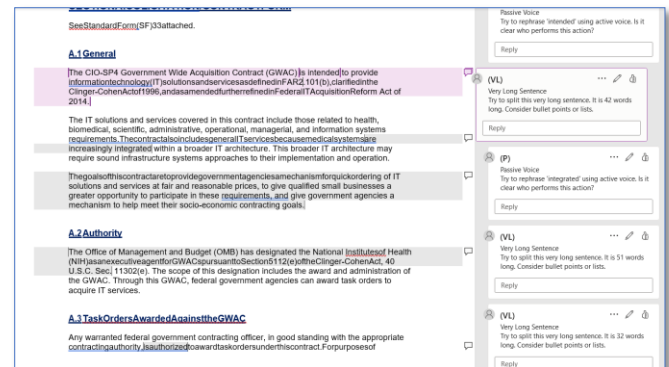 SeeStandardForm(SF)33attached.
A.1General
The CIO-SP4 Government Wide Acquisition Contract (GWAC) is intended to provide
informationtechnology(IT)solutionsandservicesasdefinedinFAR2.101(b),clarifiedinthe
Clinger-CohenActof1996,andasamendedfurtherrefinedinFederalITAcquisitionReform Act of
2014.
The IT solutions and services covered in this contract include those related to health,
biomedical, scientific, administrative, operational, managerial, and information systems
requirements.ThecontractalsoincludesgeneralITservicesbecausemedicalsystemsare
increasingly integrated within a broader IT architecture. This broader IT architecture may
require sound infrastructure systems approaches to their implementation and operation.
Thegoalsofthiscontractaretoprovidegovernmentagenciesamechanismforquickordering of IT
solutions and services at fair and reasonable prices, to give qualified small businesses a
greater opportunity to participate in these requirements, and give government agencies a
mechanism to help meet their socio-economic contracting goals.
A.2Authority
The Office of Management and Budget (OMB) has designated the National Institutesof Health
(NIH)asanexecutiveagentforGWACspursuanttoSection5112(e)oftheClinger-CohenAct, 40
U.S.C. Sec. 11302(e). The scope of this designation includes the award and administration of
the GWAC. Through this GWAC, federal government agencies can award task orders to
acquire IT services.
A.3TaskOrdersAwardedAgainsttheGWAC
Any warranted federal government contracting officer, in good standing with the appropriate
contractingauthority,isauthorizedtoawardtaskordersunderthiscontract.Forpurposesof
Passive Voice
Try to rephrase 'intended' using active voice. Is it
clear who performs this action?
Reply
(VL)
Very Long Sentence
Try to split this very long sentence. It is 42 words
long. Consider bullet points or lists.
Reply
(P)
Passive Voice
Try to rephrase 'integrated' using active voice. Is it
clear who performs this action?
Reply
(VL)
Very Long Sentence
Try to split this very long sentence. It is 51 words
long. Consider bullet points or lists.
Reply
(VL)
Very Long Sentence
Try to split this very long sentence. It is 32 words
long. Consider bullet points or lists.
Reply